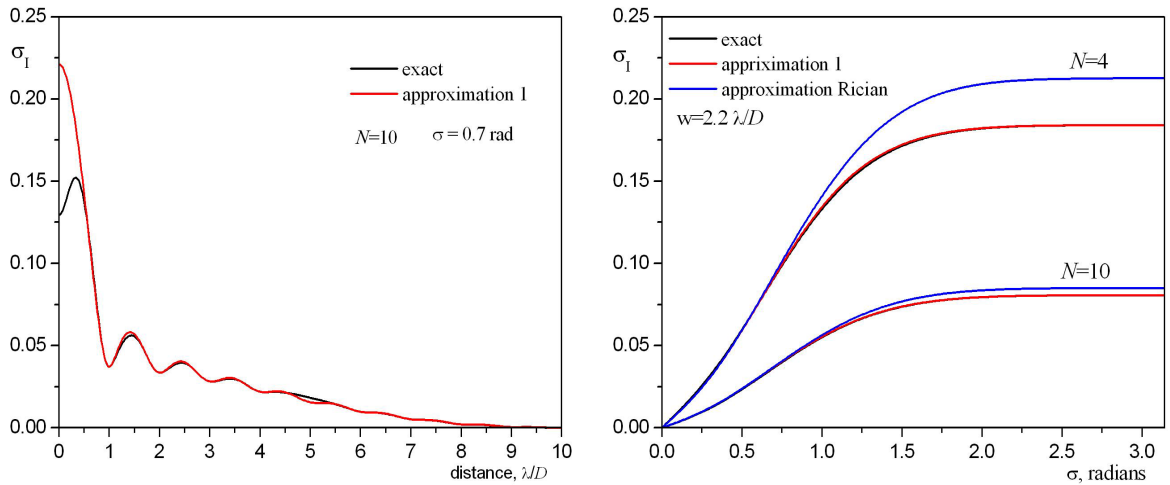 0.25
σI
0.20
0.15
0.10
0.05
0.00
exact
approximation 1
N=10 σ = 0.7 rad
0 1 2 3 4 5 6 7 8 9 10
distance, λ/D
0.25
σI
0.20
0.15
0.10
0.05
0.00
exact
appriximation 1
approximation Rician
w=2.2 λ/D
N=4
N=10
0.0 0.5 1.0 1.5 2.0 2.5 3.0
σ, radians